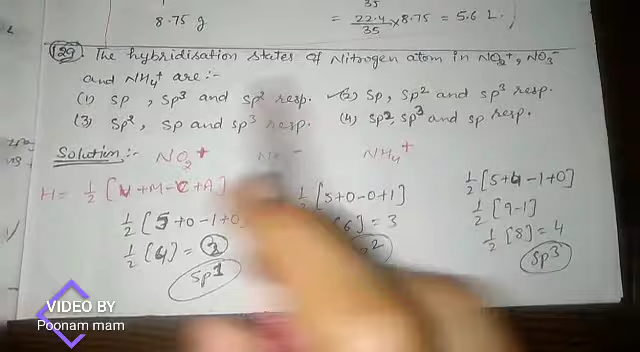 35
8.75 g
= 22.4/35 × 8.75 = 5.6 L.
129. The hybridisation states of Nitrogen atom in NO2+, NO3-
and NH4+ are :-
(1) sp, sp3 and sp2 resp. (2) sp, sp2 and sp3 resp.
(3) sp2, sp and sp3 resp. (4) sp2, sp3 and sp resp.
Solution :- NO2+ N - NH4+
H = 1/2 [V+M-C+A] 1/2 [5+0-0+1] 1/2 [5+4-1+0]
1/2 [5+0-1+0 [6] = 3 1/2 [9-1]
1/2 [4] = 2 2 1/2 [8] = 4
sp1 sp3
VIDEO BY
Poonam mam